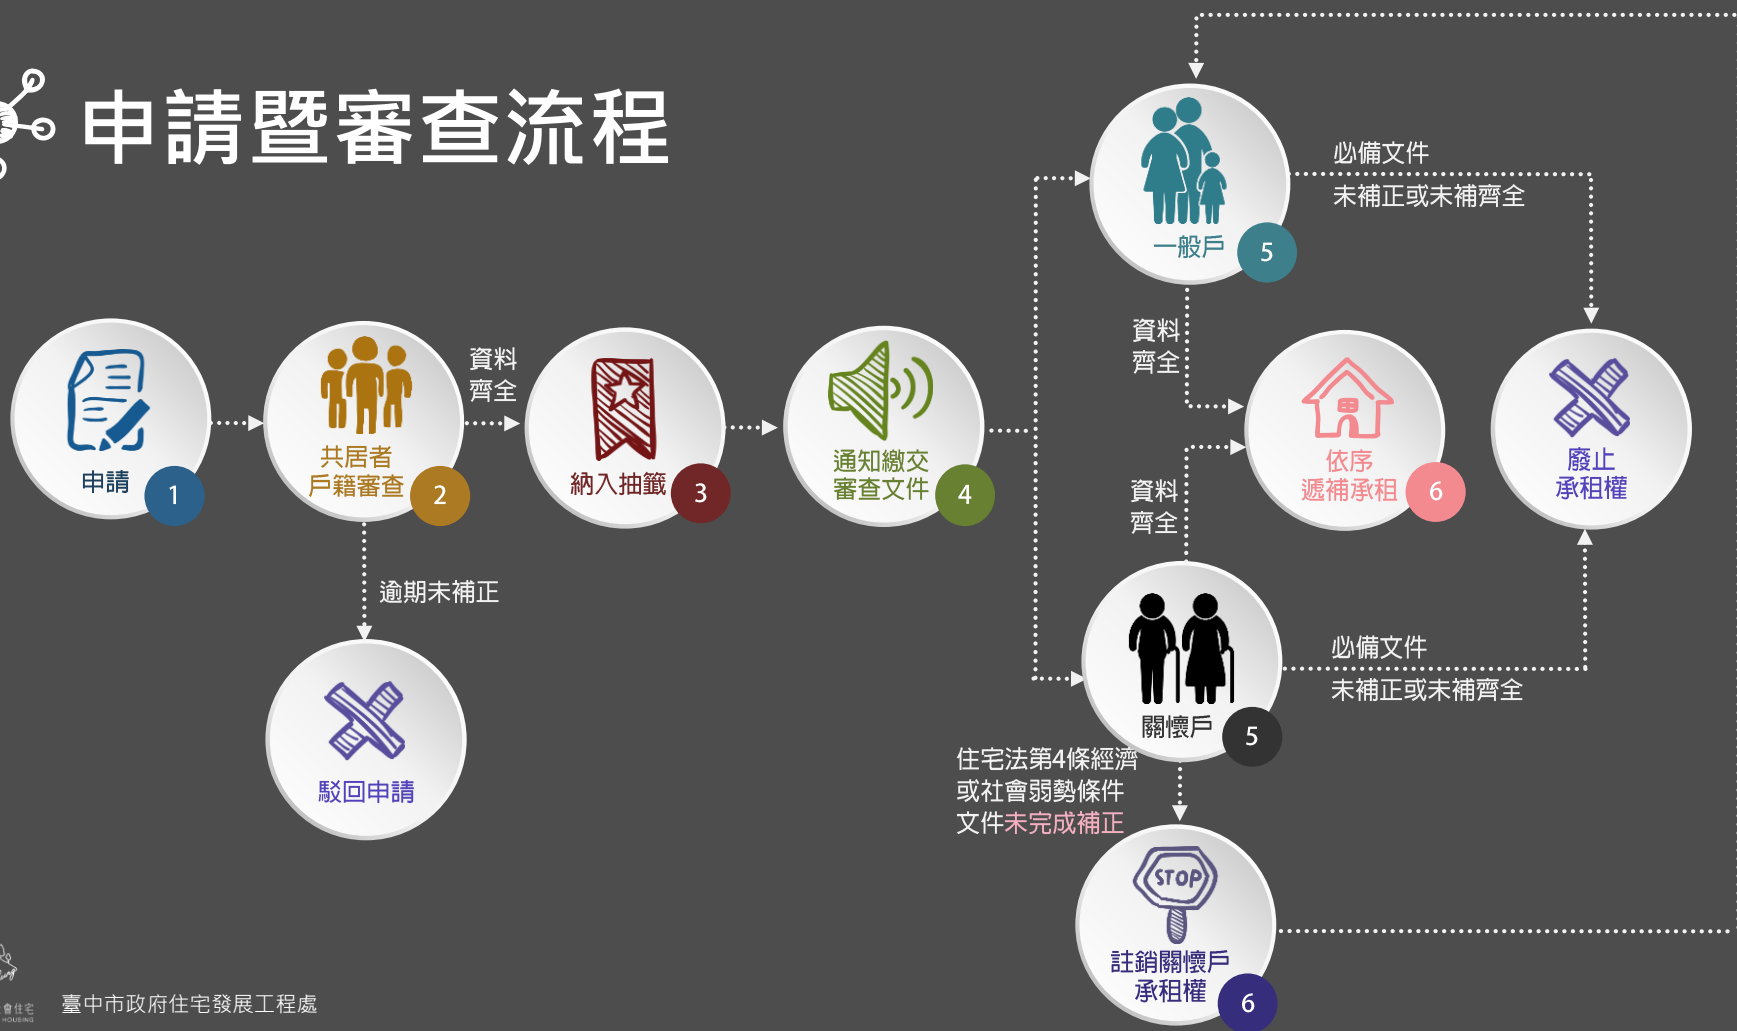 申請暨審查流程
必備文件
未補正或未補齊全
一般戶
5
資料
齊全
資料
齊全
申請
1
共居者
戶籍審查
2
納入抽籤
3
通知繳交
審查文件
4
依序
遞補承租
6
廢止
承租權
資料
齊全
逾期未補正
駁回申請
必備文件
未補正或未補齊全
關懷戶
5
住宅法第4條經濟
或社會弱勢條件
文件未完成補正
STOP
註銷關懷戶
承租權
6
會住宅
HOUSING
臺中市政府住宅發展工程處